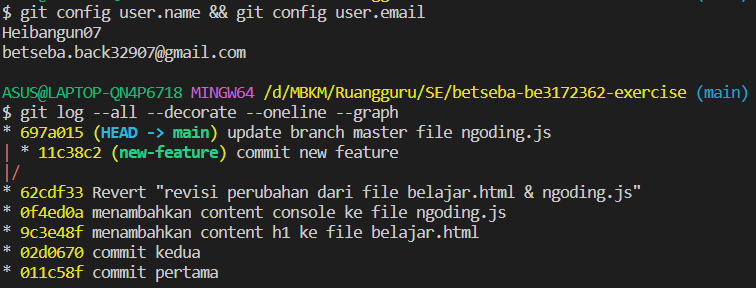 $ git config user.name && git config user.email
Heibangun07
betseba.back32907@gmail.com
ASUS@LAPTOP-QN4P6718 MINGW64 /d/MBKM/Ruangguru/SE/betseba-be3172362-exercise (main)
$ git log --all --decorate --oneline --graph
* 697a015 (HEAD -> main) update branch master file ngoding.js
| * 11c38c2 (new-feature) commit new feature
|/
* 62cdf33 Revert "revisi perubahan dari file belajar.html & ngoding.js"
* 0f4ed0a menambahkan content console ke file ngoding.js
* 9c3e48f menambahkan content h1 ke file belajar.html
* 02d0670 commit kedua
* 011c58f commit pertama